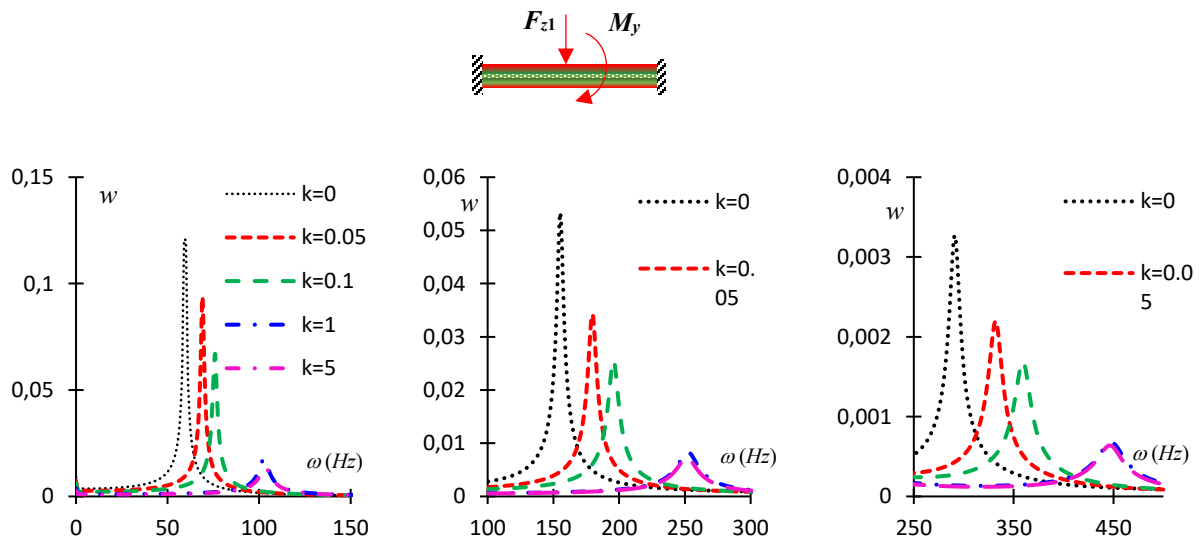 F_z1 M_y
0,15
w
0,1
0,05
0
k=0
k=0.05
k=0.1
k=1
k=5
ω (Hz)
0 50 100 150
0,06
w
0,05
0,04
0,03
0,02
0,01
0
k=0
k=0.
05
ω (Hz)
100 150 200 250 300
0,004
w
0,003
0,002
0,001
0
k=0
k=0.0
5
ω (Hz)
250 350 450